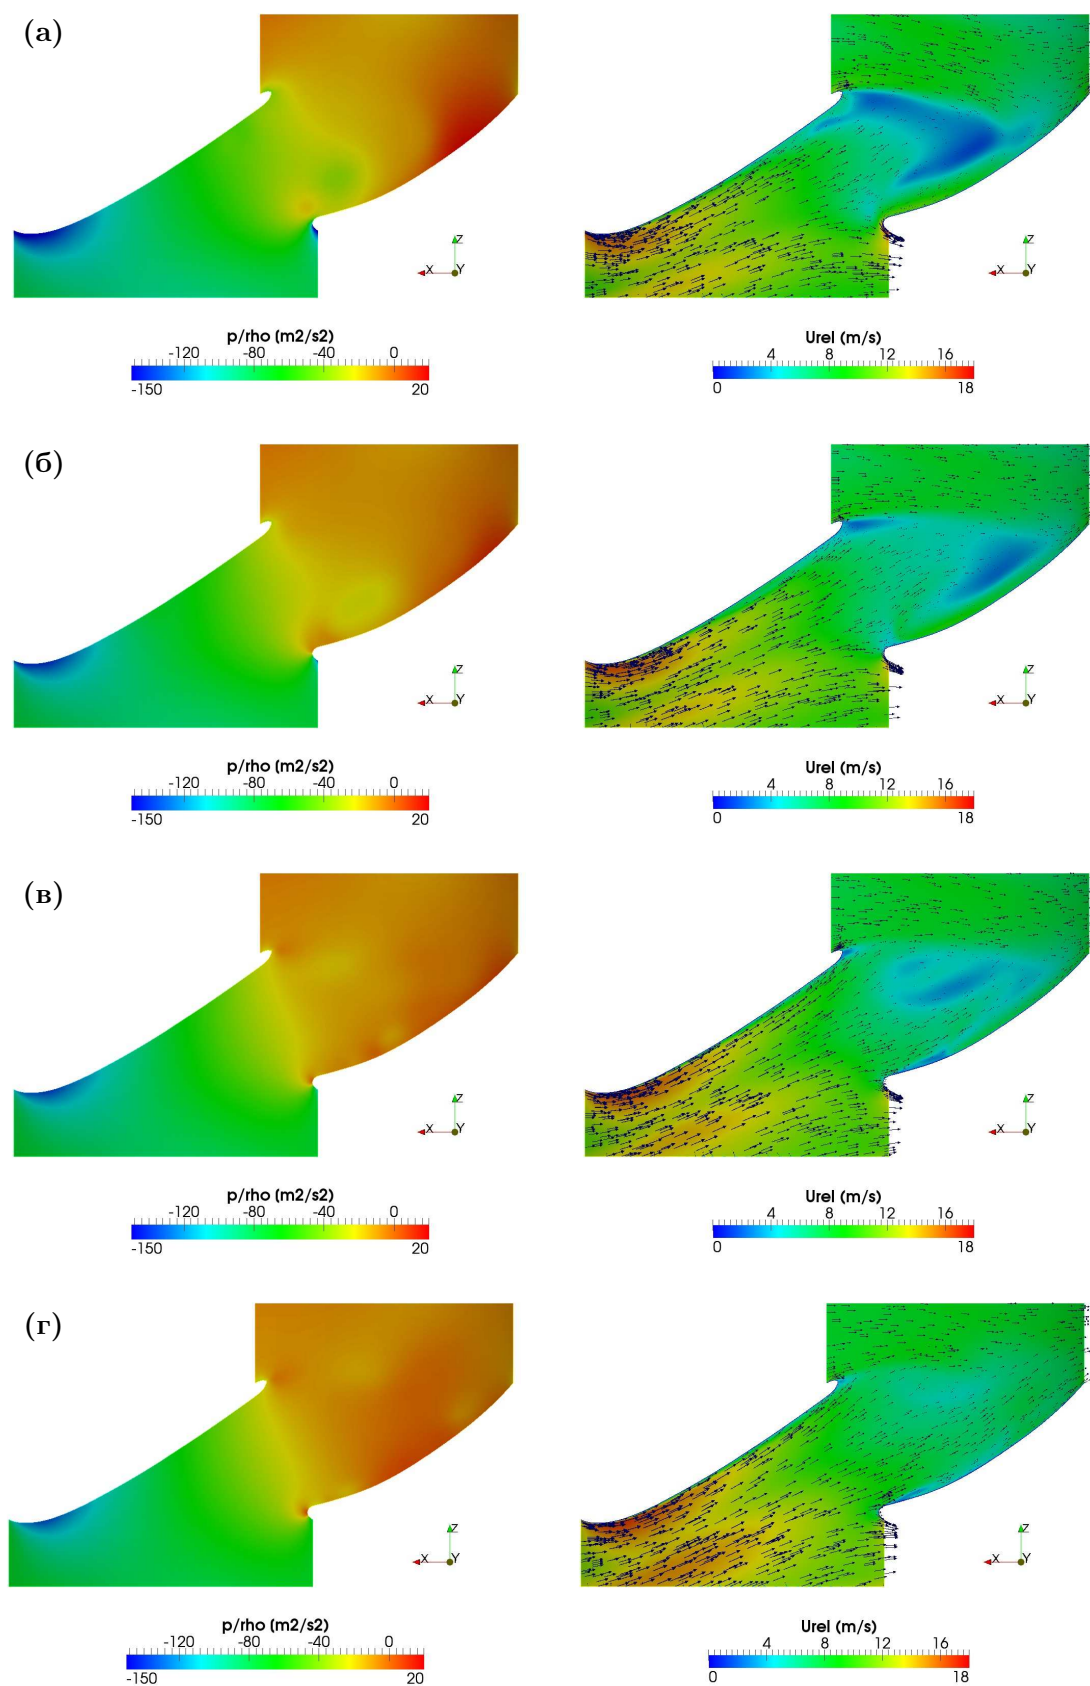 (а)
Z
X
Y
Z
X
Y
p/rho (m2/s2)
-120 -80 -40 0
-150 20
Urel (m/s)
4 8 12 16
0 18
(б)
Z
X
Y
Z
X
Y
p/rho (m2/s2)
-120 -80 -40 0
-150 20
Urel (m/s)
4 8 12 16
0 18
(в)
Z
X
Y
Z
X
Y
p/rho (m2/s2)
-120 -80 -40 0
-150 20
Urel (m/s)
4 8 12 16
0 18
(г)
Z
X
Y
Z
X
Y
p/rho (m2/s2)
-120 -80 -40 0
-150 20
Urel (m/s)
4 8 12 16
0 18